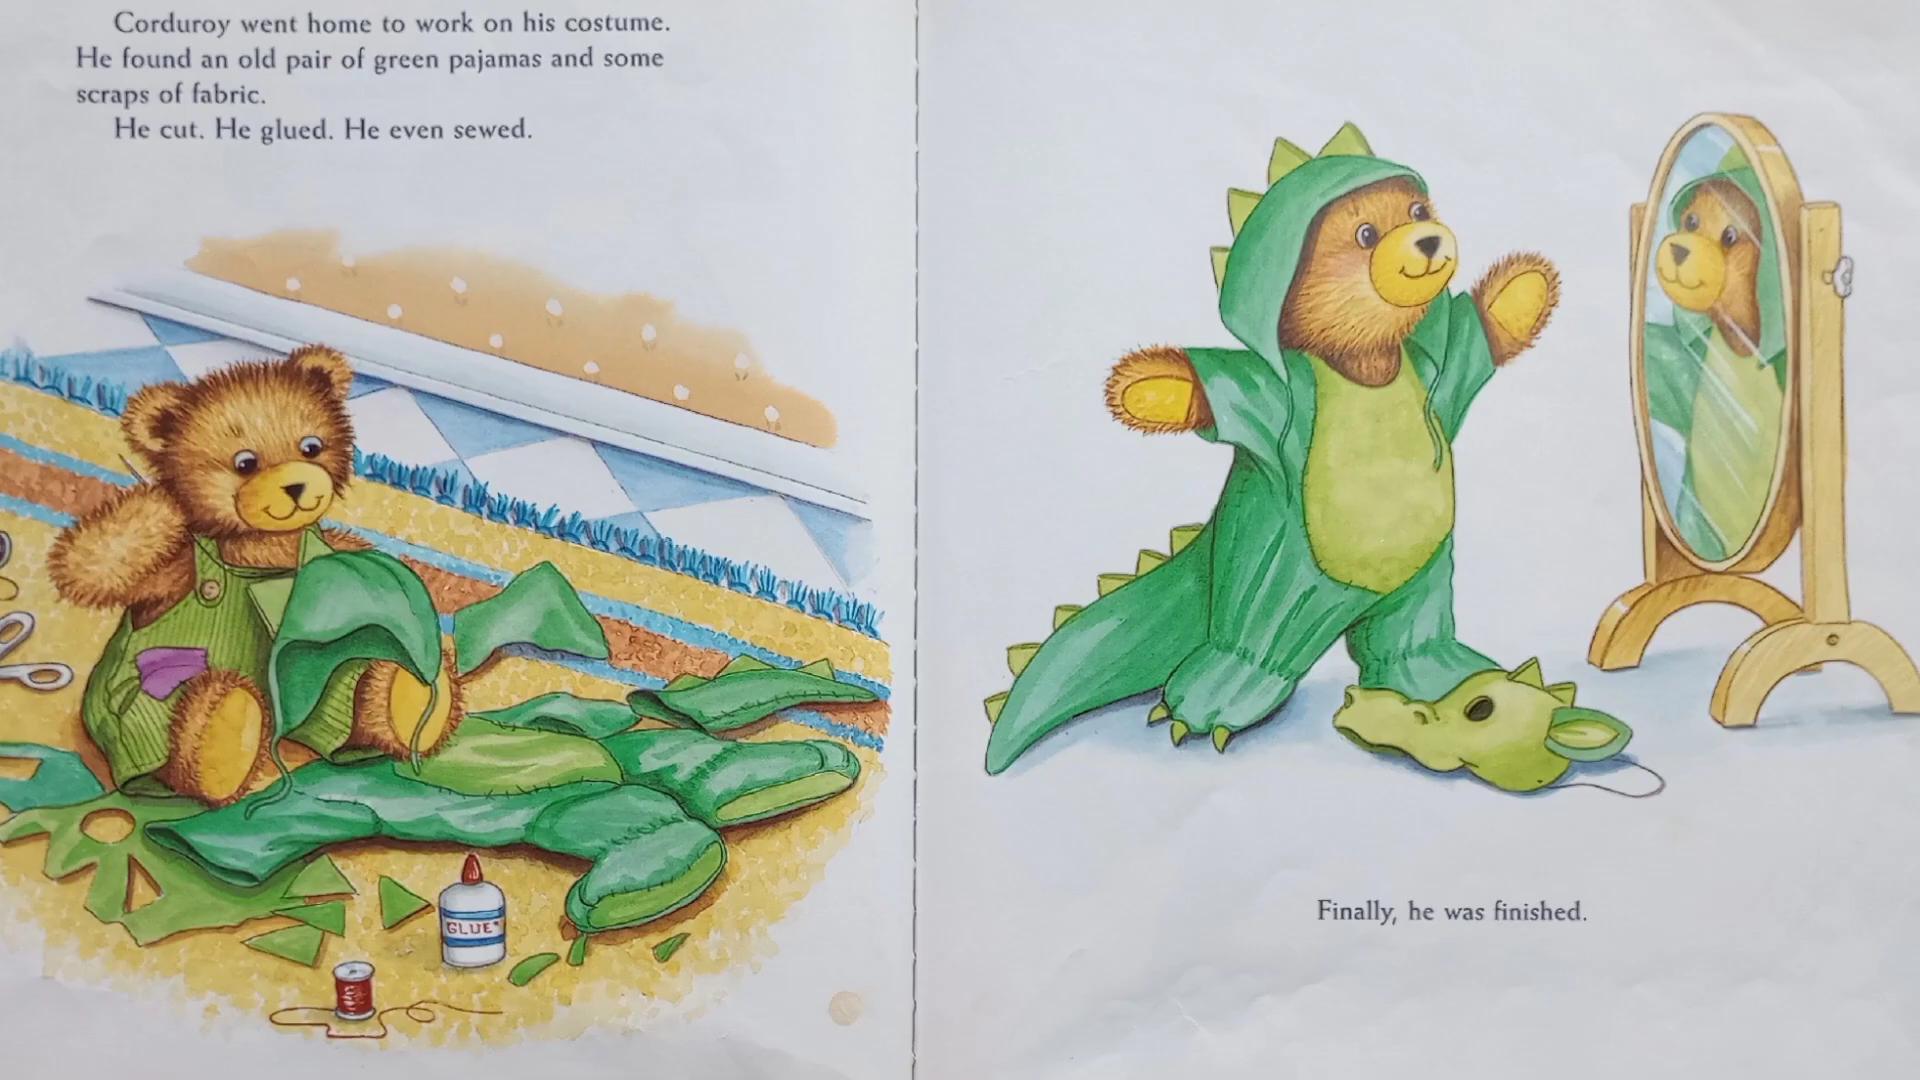 Corduroy went home to work on his costume.
He found an old pair of green pajamas and some
scraps of fabric.
He cut. He glued. He even sewed.
GLUE
Finally, he was finished.